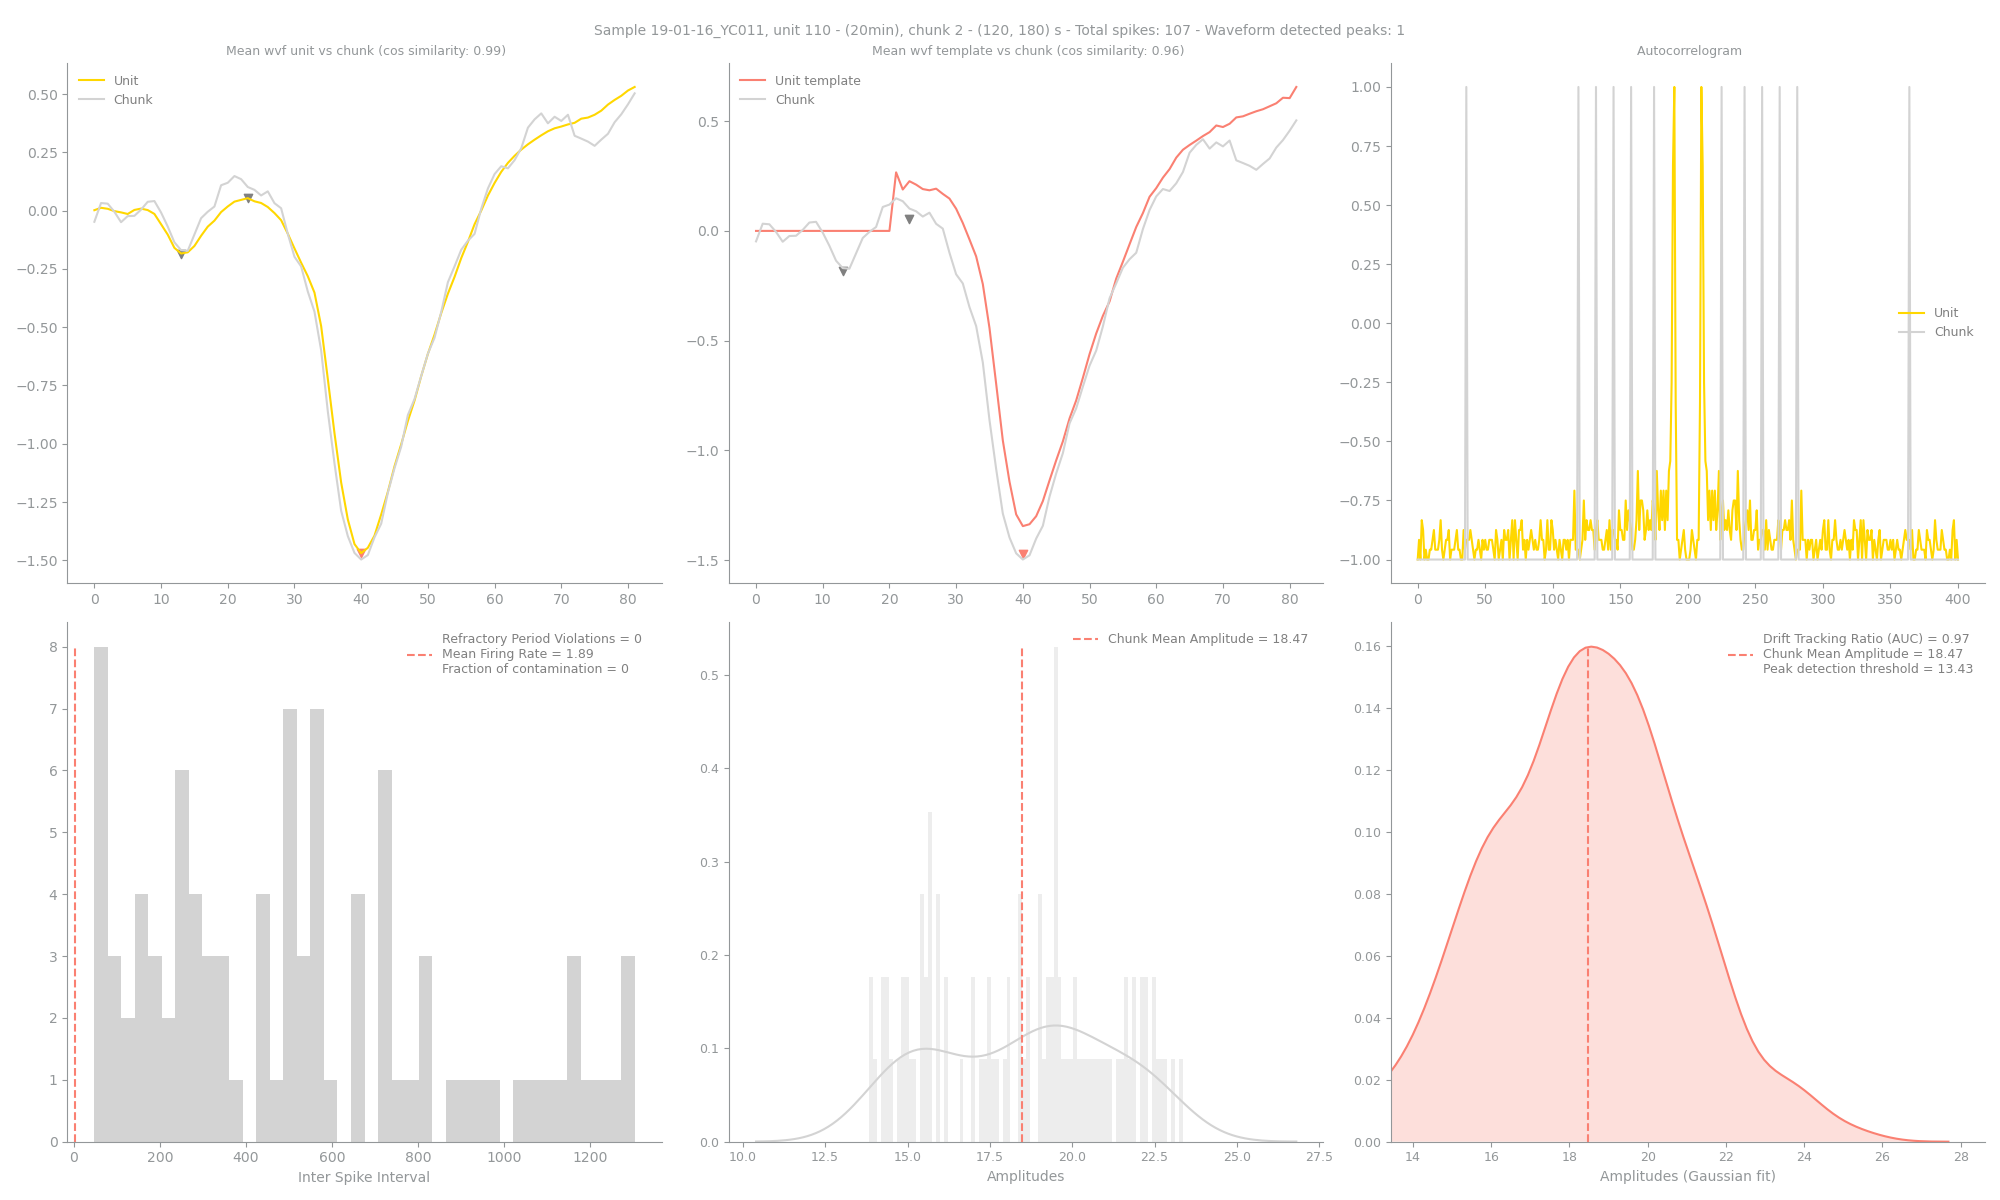 Sample 19-01-16_YC011, unit 110 - (20min), chunk 2 - (120, 180) s - Total spikes: 107 - Waveform detected peaks: 1
Mean wvf unit vs chunk (cos similarity: 0.99)
Unit
Chunk
0.50
0.25
0.00
−0.25
−0.50
−0.75
−1.00
−1.25
−1.50
0 10 20 30 40 50 60 70 80
Mean wvf template vs chunk (cos similarity: 0.96)
Unit template
Chunk
0.5
0.0
−0.5
−1.0
−1.5
0 10 20 30 40 50 60 70 80
Autocorrelogram
Unit
Chunk
1.00
0.75
0.50
0.25
0.00
−0.25
−0.50
−0.75
−1.00
0 50 100 150 200 250 300 350 400
Refractory Period Violations = 0
Mean Firing Rate = 1.89
Fraction of contamination = 0
8
7
6
5
4
3
2
1
0
0 200 400 600 800 1000 1200
Inter Spike Interval
Chunk Mean Amplitude = 18.47
0.5
0.4
0.3
0.2
0.1
0.0
10.0 12.5 15.0 17.5 20.0 22.5 25.0 27.5
Amplitudes
Drift Tracking Ratio (AUC) = 0.97
Chunk Mean Amplitude = 18.47
Peak detection threshold = 13.43
0.16
0.14
0.12
0.10
0.08
0.06
0.04
0.02
0.00
14 16 18 20 22 24 26 28
Amplitudes (Gaussian fit)